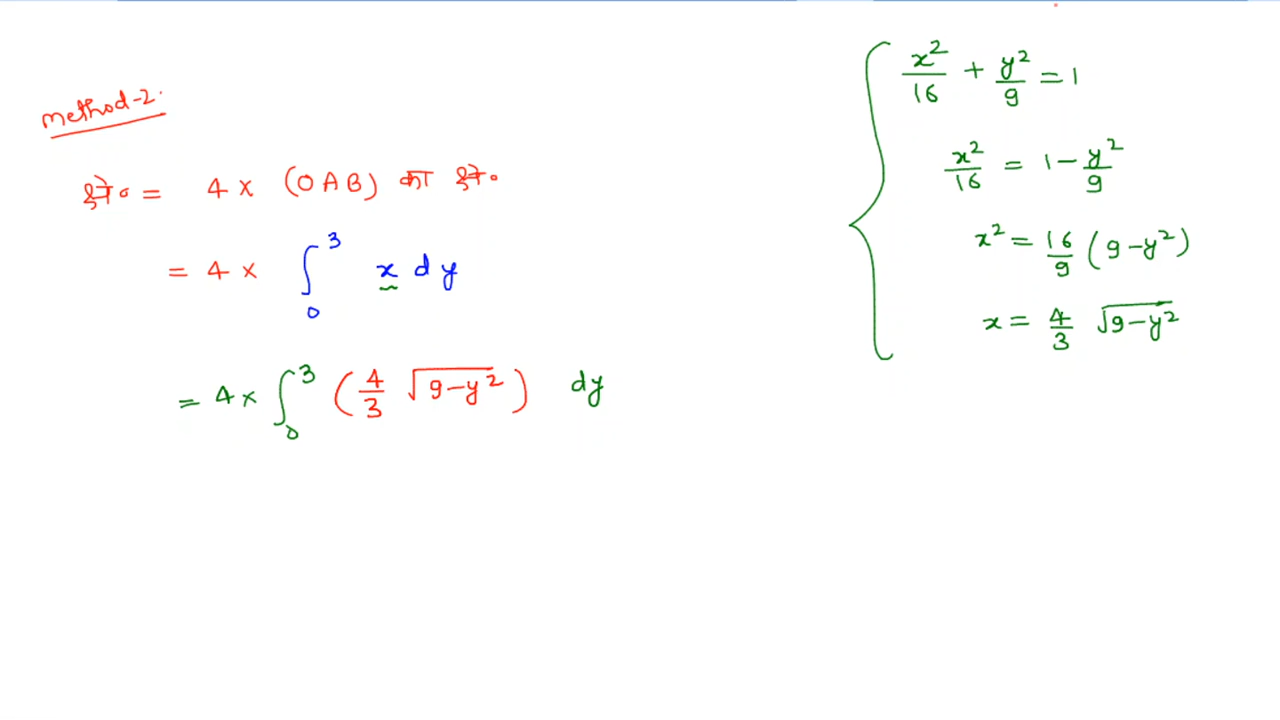 method-2.
क्षे० = 4 × (OAB) का क्षे०
= 4 × ∫₀³ x dy
= 4 × ∫₀³ (4/3 √(9-y²)) dy
x²/16 + y²/9 = 1
x²/16 = 1 - y²/9
x² = 16/9 (9-y²)
x = 4/3 √(9-y²)